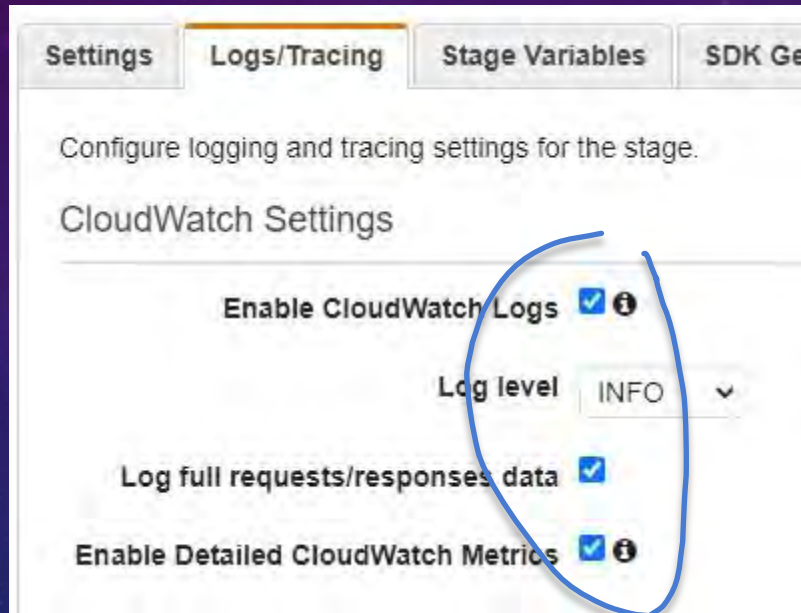 Settings Logs/Tracing Stage Variables SDK Ge
Configure logging and tracing settings for the stage.
CloudWatch Settings
Enable CloudWatch Logs
Log level INFO
Log full requests/responses data
Enable Detailed CloudWatch Metrics